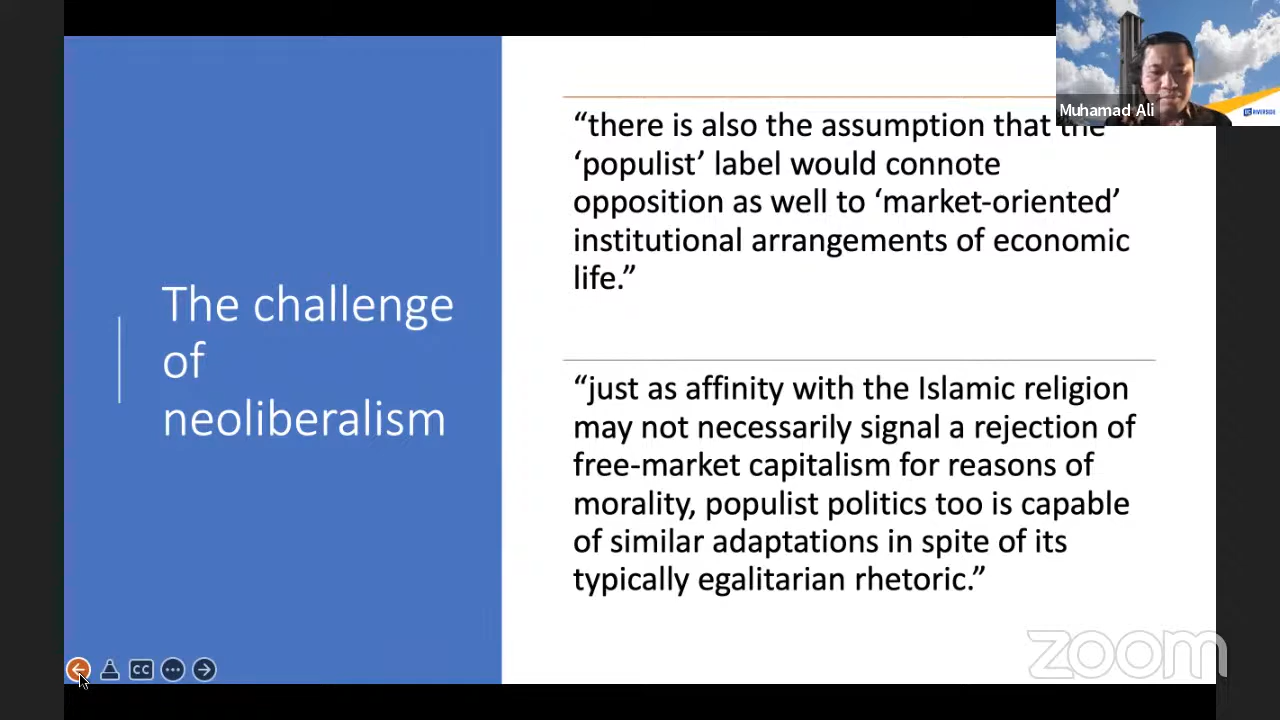 The challenge
of
neoliberalism
“there is also the assumption that the
‘populist’ label would connote
opposition as well to ‘market-oriented’
institutional arrangements of economic
life.”
“just as affinity with the Islamic religion
may not necessarily signal a rejection of
free-market capitalism for reasons of
morality, populist politics too is capable
of similar adaptations in spite of its
typically egalitarian rhetoric.”
Muhamad Ali
UC RIVERSIDE
CC
zoom